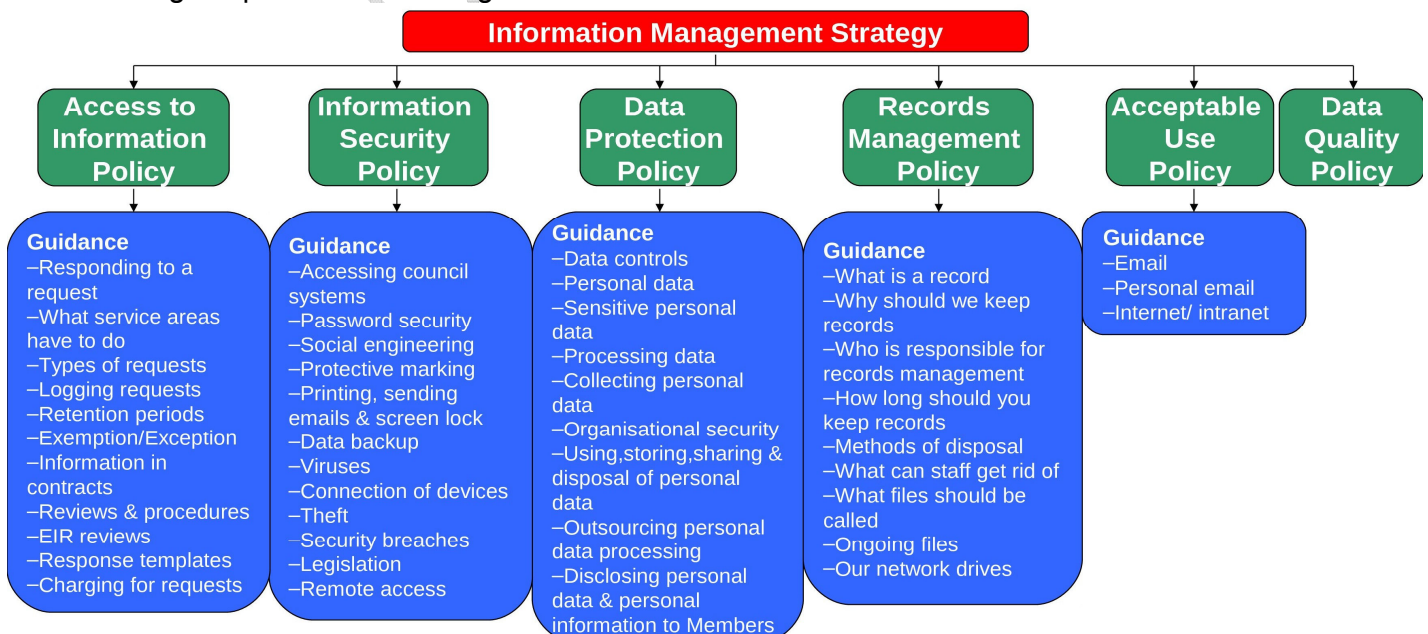 Information Management Strategy
Access to
Information
Policy
Information
Security
Policy
Data
Protection
Policy
Records
Management
Policy
Acceptable
Use
Policy
Data
Quality
Policy
Guidance
–Responding to a
request
–What service areas
have to do
–Types of requests
–Logging requests
–Retention periods
–Exemption/Exception
–Information in
contracts
–Reviews & procedures
–EIR reviews
–Response templates
–Charging for requests
Guidance
–Accessing council
systems
–Password security
–Social engineering
–Protective marking
–Printing, sending
emails & screen lock
–Data backup
–Viruses
–Connection of devices
–Theft
–Security breaches
–Legislation
–Remote access
Guidance
–Data controls
–Personal data
–Sensitive personal
data
–Processing data
–Collecting personal
data
–Organisational security
–Using,storing,sharing &
disposal of personal
data
–Outsourcing personal
data processing
–Disclosing personal
data & personal
information to Members
Guidance
–What is a record
–Why should we keep
records
–Who is responsible for
records management
–How long should you
keep records
–Methods of disposal
–What can staff get rid of
–What files should be
called
–Ongoing files
–Our network drives
Guidance
–Email
–Personal email
–Internet/ intranet